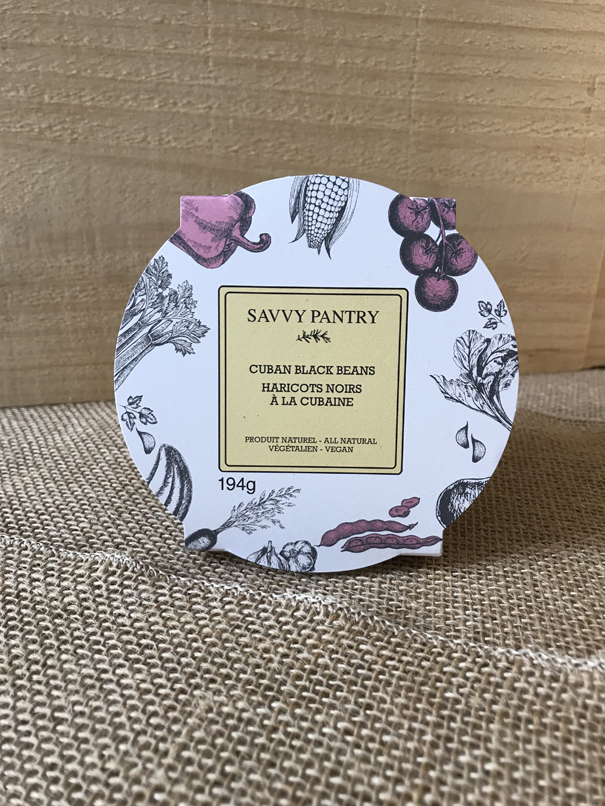 SAVVY PANTRY
CUBAN BLACK BEANS
HARICOTS NOIRS
À LA CUBAINE
PRODUIT NATUREL - ALL NATURAL
VÉGÉTALIEN - VEGAN
194g